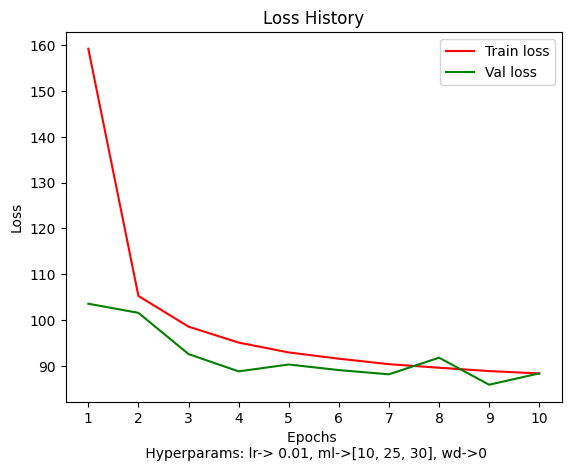 Loss History
Train loss
Val loss
Loss
160
150
140
130
120
110
100
90
1 2 3 4 5 6 7 8 9 10
Epochs
Hyperparams: lr-> 0.01, ml->[10, 25, 30], wd->0